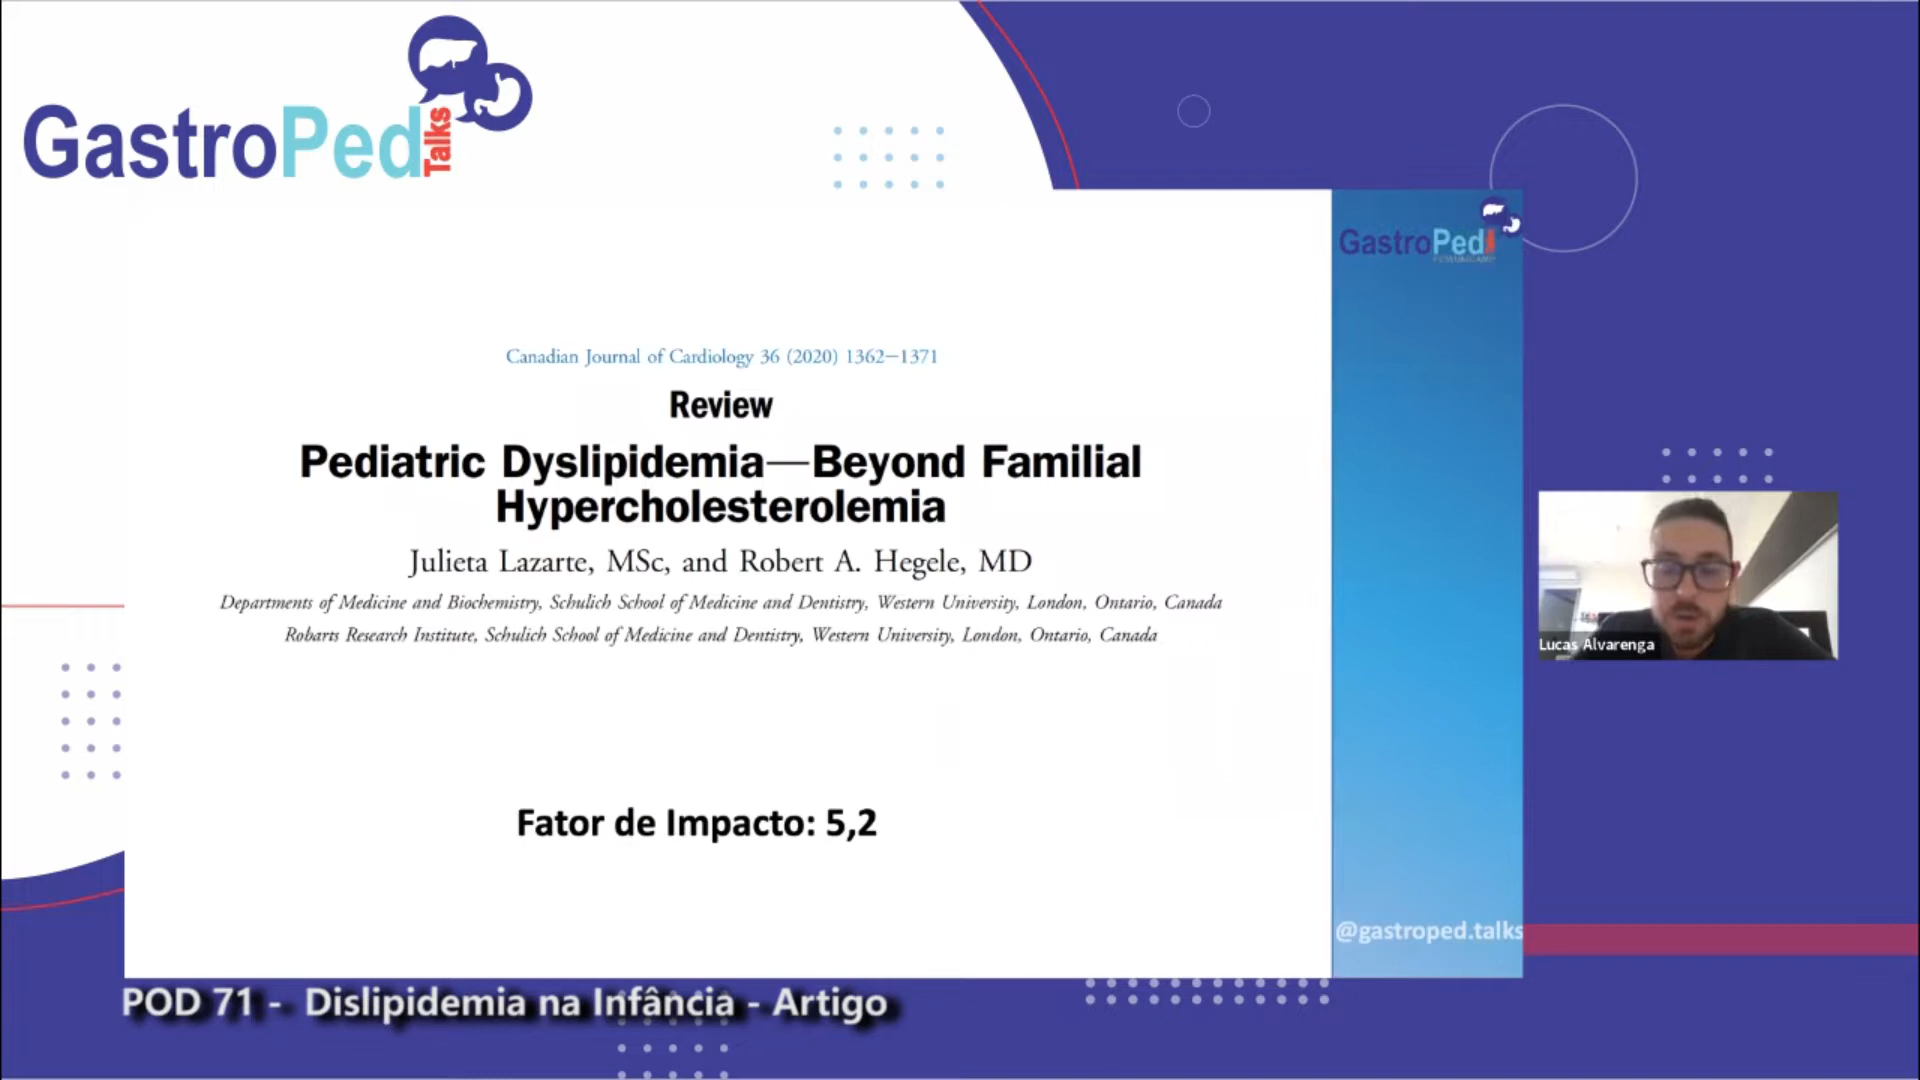 GastroPed
Talks
GastroPed
Canadian Journal of Cardiology 36 (2020) 1362–1371
Review
Pediatric Dyslipidemia—Beyond Familial
Hypercholesterolemia
Julieta Lazarte, MSc, and Robert A. Hegele, MD
Departments of Medicine and Biochemistry, Schulich School of Medicine and Dentistry, Western University, London, Ontario, Canada
Robarts Research Institute, Schulich School of Medicine and Dentistry, Western University, London, Ontario, Canada
Lucas Alvarenga
Fator de Impacto: 5,2
@gastroped.talks
POD 71 - Dislipidemia na Infância - Artigo